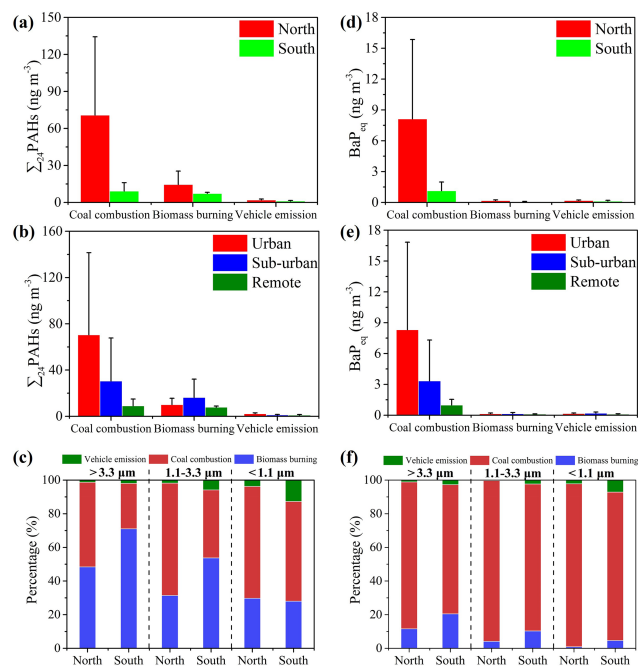 (a)
150
120
90
60
30
0
∑24PAHs (ng m-3)
North
South
Coal combustion Biomass burning Vehicle emission
(d)
18
15
12
9
6
3
0
BaPeq (ng m-3)
North
South
Coal combustion Biomass burning Vehicle emission
(b)
160
120
80
40
0
∑24PAHs (ng m-3)
Urban
Sub-urban
Remote
Coal combustion Biomass burning Vehicle emission
(e)
18
15
12
9
6
3
0
BaPeq (ng m-3)
Urban
Sub-urban
Remote
Coal combustion Biomass burning Vehicle emission
(c)
Vehicle emission Coal combustion Biomass burning
>3.3 μm 1.1-3.3 μm <1.1 μm
100
80
60
40
20
0
Percentage (%)
North South North South North South
(f)
Vehicle emission Coal combustion Biomass burning
>3.3 μm 1.1-3.3 μm <1.1 μm
100
80
60
40
20
0
Percentage (%)
North South North South North South